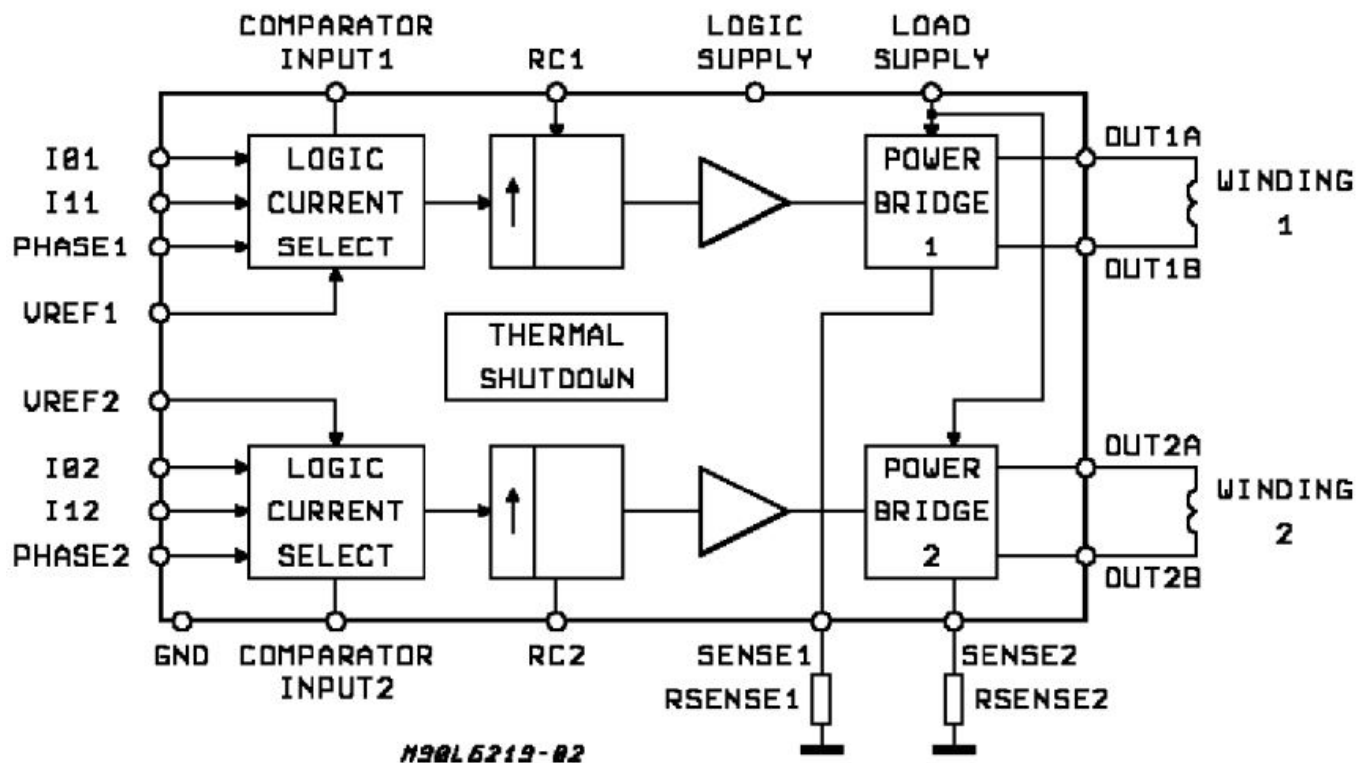 COMPARATOR
INPUT1
RC1
LOGIC
SUPPLY
LOAD
SUPPLY
I01
I11
PHASE1
VREF1
LOGIC
CURRENT
SELECT
POWER
BRIDGE
1
OUT1A
OUT1B
WINDING
1
THERMAL
SHUTDOWN
VREF2
I02
I12
PHASE2
LOGIC
CURRENT
SELECT
POWER
BRIDGE
2
OUT2A
OUT2B
WINDING
2
GND
COMPARATOR
INPUT2
RC2
SENSE1
RSENSE1
SENSE2
RSENSE2
M90L6219-02